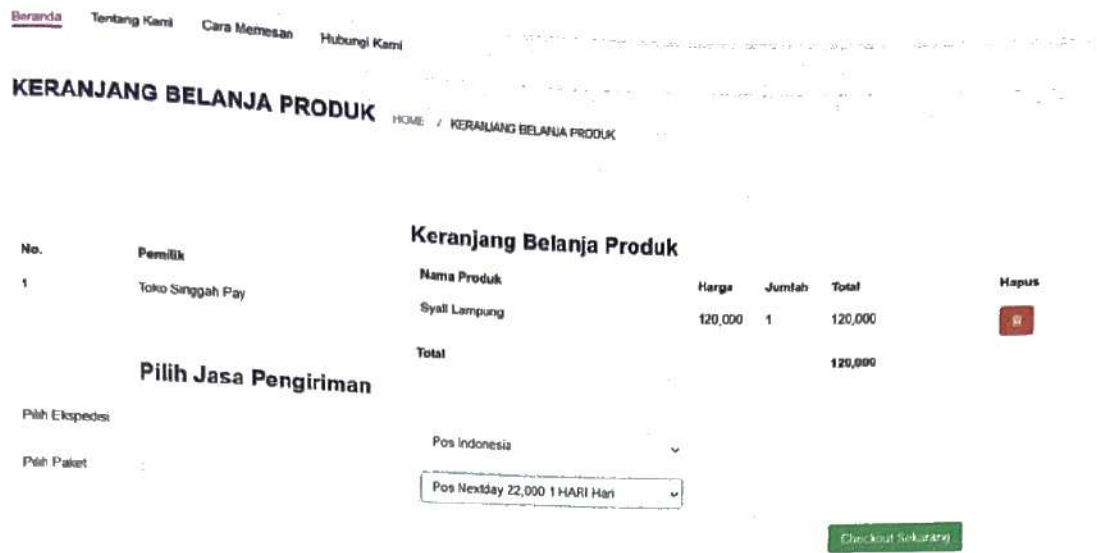 Beranda Tentang Kami Cara Memesan Hubungi Kami
KERANJANG BELANJA PRODUK HOME / KERANJANG BELANJA PRODUK
Keranjang Belanja Produk
No. Pemilik Nama Produk Harga Jumlah Total Hapus
1 Toko Singgah Pay Syall Lampung 120,000 1 120,000
Total 120,000
Pilih Jasa Pengiriman
Pilih Ekspedisi Pos Indonesia
Pilih Paket : Pos Nextday 22,000 1 HARI Hari
Checkout Sekarang